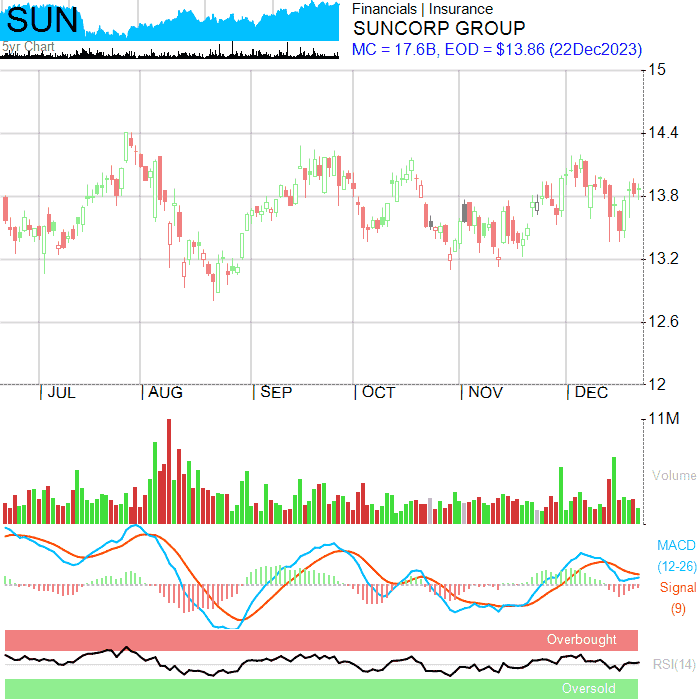 SUN
5yr Chart
Financials | Insurance
SUNCORP GROUP
MC = 17.6B, EOD = $13.86 (22Dec2023)
15
14.4
13.8
13.2
12.6
12
JUL AUG SEP OCT NOV DEC
11M
Volume
MACD
(12-26)
Signal
(9)
Overbought
RSI(14)
Oversold